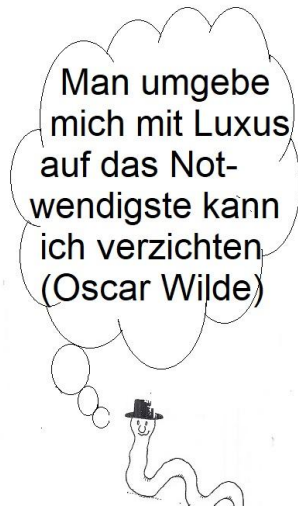 Man umgebe
mich mit Luxus
auf das Not-
wendigste kann
ich verzichten
(Oscar Wilde)